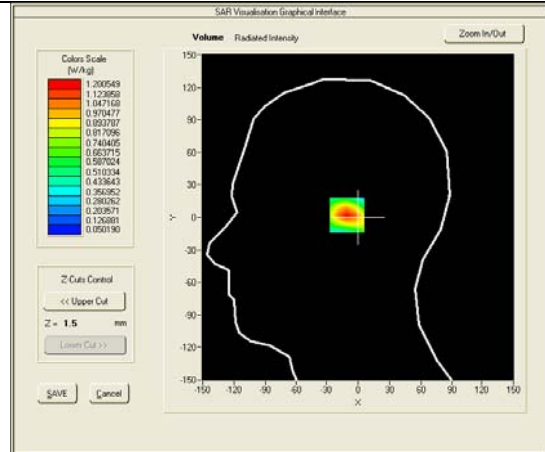 SAR Visualisation Graphical Interface
Volume Radiated Intensity
Zoom In/Out
Colors Scale
(W/kg)
1.200549
1.123858
1.047168
0.970477
0.893787
0.817096
0.740405
0.663715
0.587024
0.510334
0.433643
0.356952
0.280262
0.203571
0.126881
0.050190
Z-Cuts Control
<< Upper Cut
Z = 1.5 mm
Lower Cut >>
SAVE
Cancel
150
120
90
60
30
0
-30
-60
-90
-120
-150
Y
-150 -120 -90 -60 -30 0 30 60 90 120 150
X